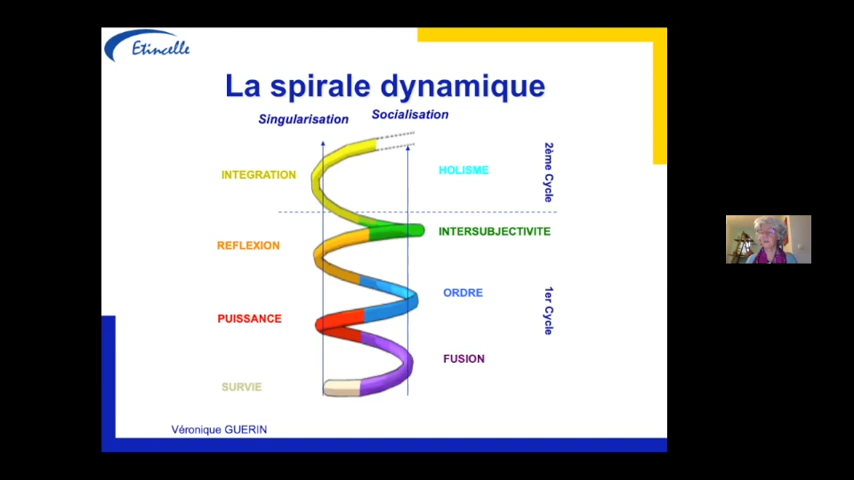 Etincelle
La spirale dynamique
Singularisation
Socialisation
INTEGRATION
HOLISME
2ème Cycle
REFLEXION
INTERSUBJECTIVITE
PUISSANCE
ORDRE
1er Cycle
SURVIE
FUSION
Véronique GUERIN